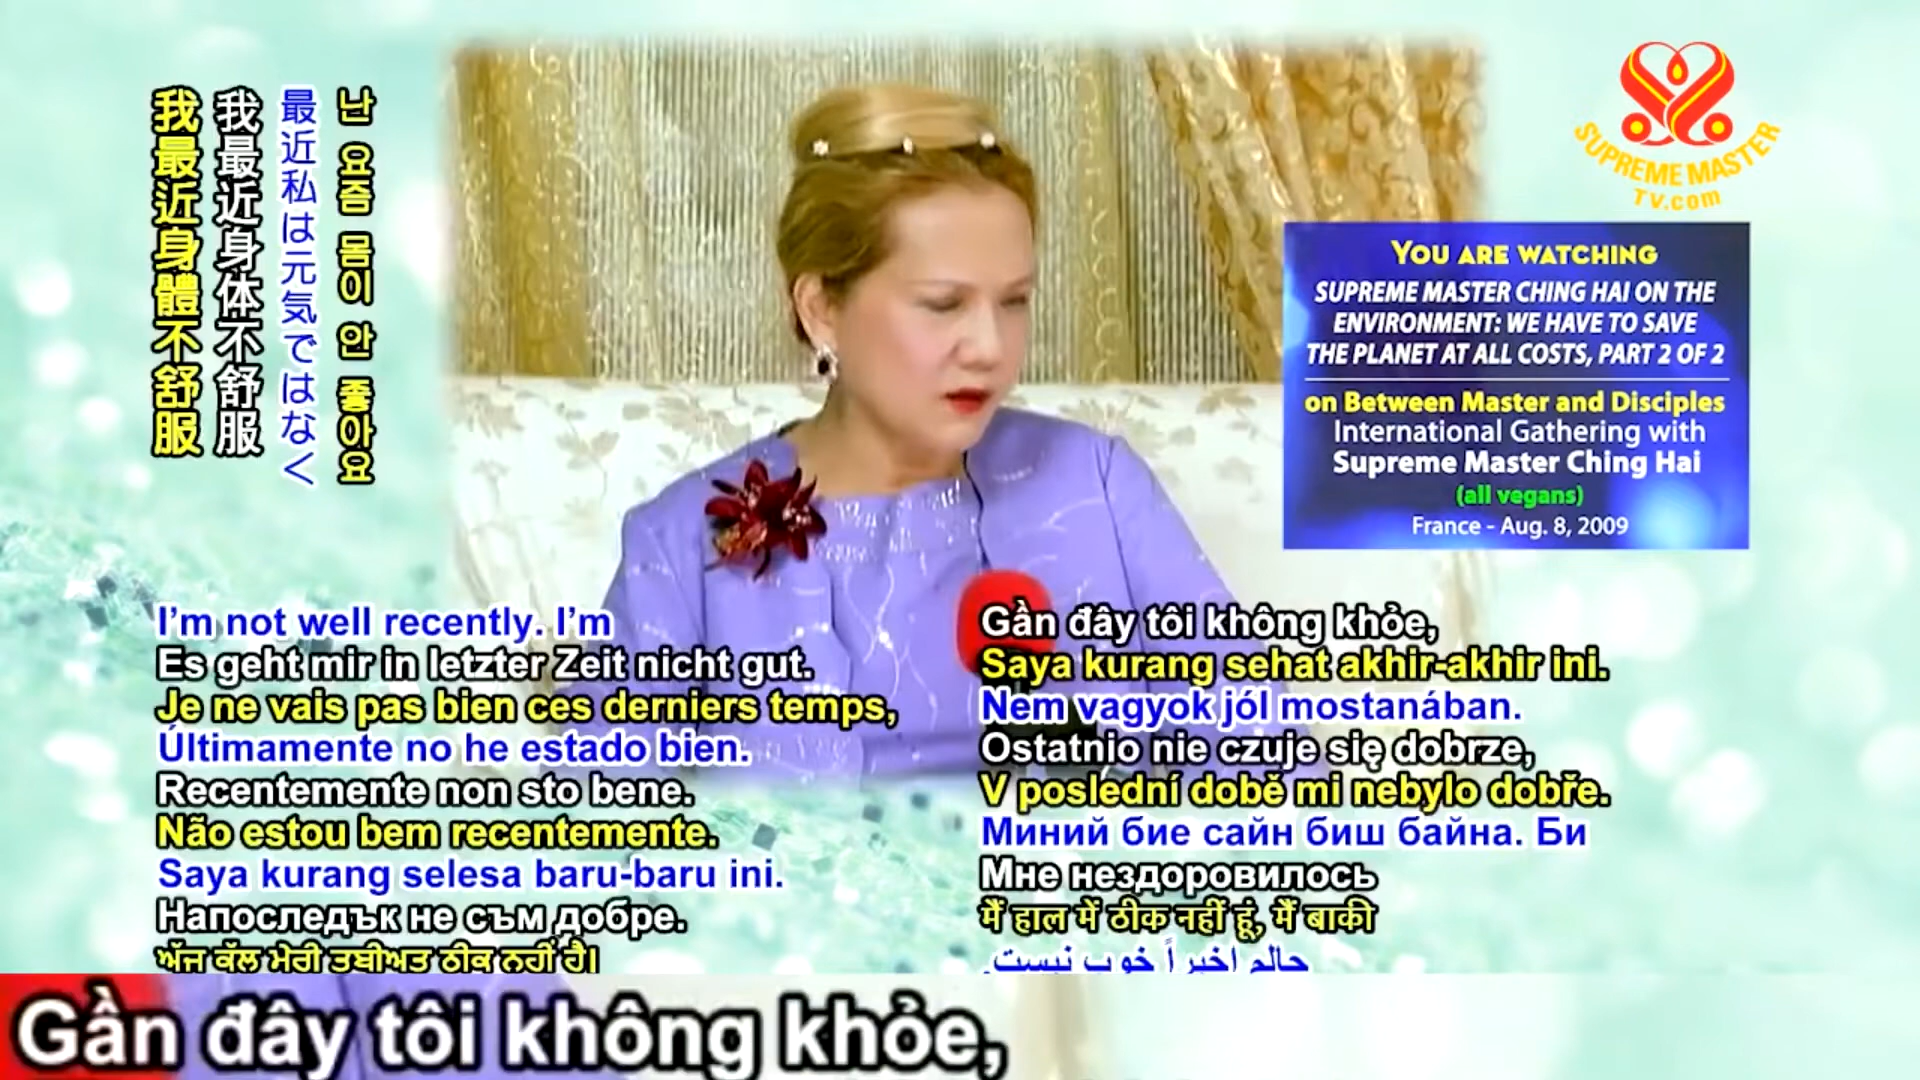 我最近身體不舒服
我最近身体不舒服
最近私は元気ではなく
난 요즘 몸이 안 좋아요
SUPREME MASTER
TV.com
YOU ARE WATCHING
SUPREME MASTER CHING HAI ON THE
ENVIRONMENT: WE HAVE TO SAVE
THE PLANET AT ALL COSTS, PART 2 OF 2
on Between Master and Disciples
International Gathering with
Supreme Master Ching Hai
(all vegans)
France - Aug. 8, 2009
I'm not well recently. I'm
Es geht mir in letzter Zeit nicht gut.
Je ne vais pas bien ces derniers temps,
Últimamente no he estado bien.
Recentemente non sto bene.
Não estou bem recentemente.
Saya kurang selesa baru-baru ini.
Напоследък не съм добре.
ਅੱਜ ਕੱਲ ਮੇਰੀ ਤਬੀਅਤ ਠੀਕ ਨਹੀਂ ਹੈ।
Gần đây tôi không khỏe,
Saya kurang sehat akhir-akhir ini.
Nem vagyok jól mostanában.
Ostatnio nie czuje się dobrze,
V poslední době mi nebylo dobře.
Миний бие сайн биш байна. Би
Мне нездоровилось
मैं हाल में ठीक नहीं हूं, मैं बाकी
حالم اخیراً خوب نیست.
Gần đây tôi không khỏe,